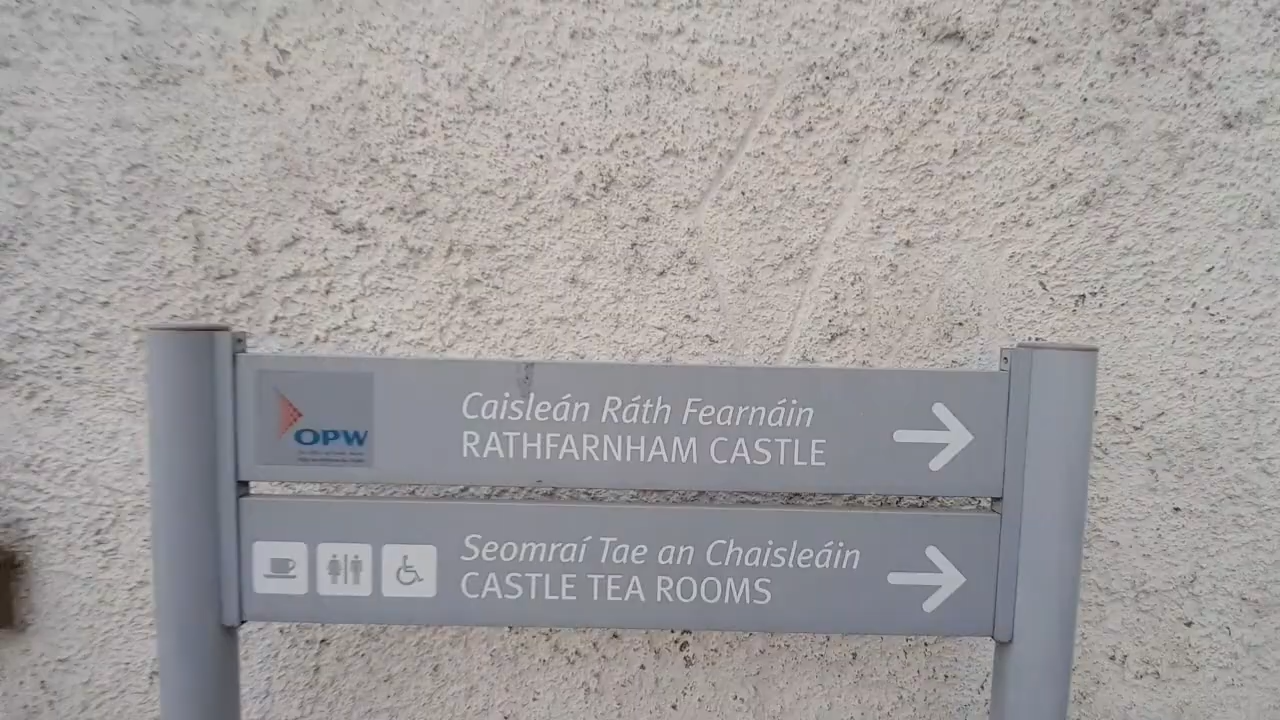 OPW
Caisleán Ráth Fearnáin
RATHFARNHAM CASTLE
Seomraí Tae an Chaisleáin
CASTLE TEA ROOMS